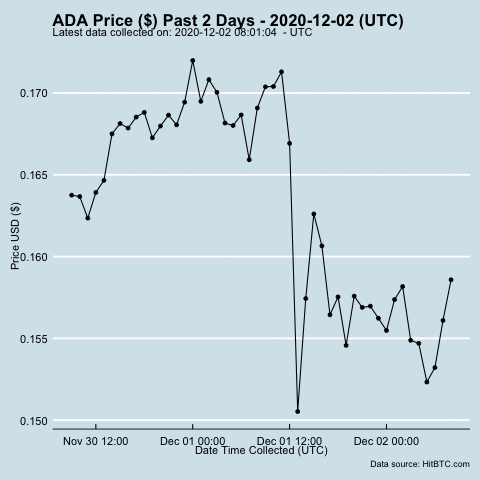 ADA Price ($) Past 2 Days - 2020-12-02 (UTC)
Latest data collected on: 2020-12-02 08:01:04  - UTC
0.170
0.165
0.160
0.155
0.150
Price USD ($)
Nov 30 12:00
Dec 01 00:00
Dec 01 12:00
Dec 02 00:00
Date Time Collected (UTC)
Data source: HitBTC.com